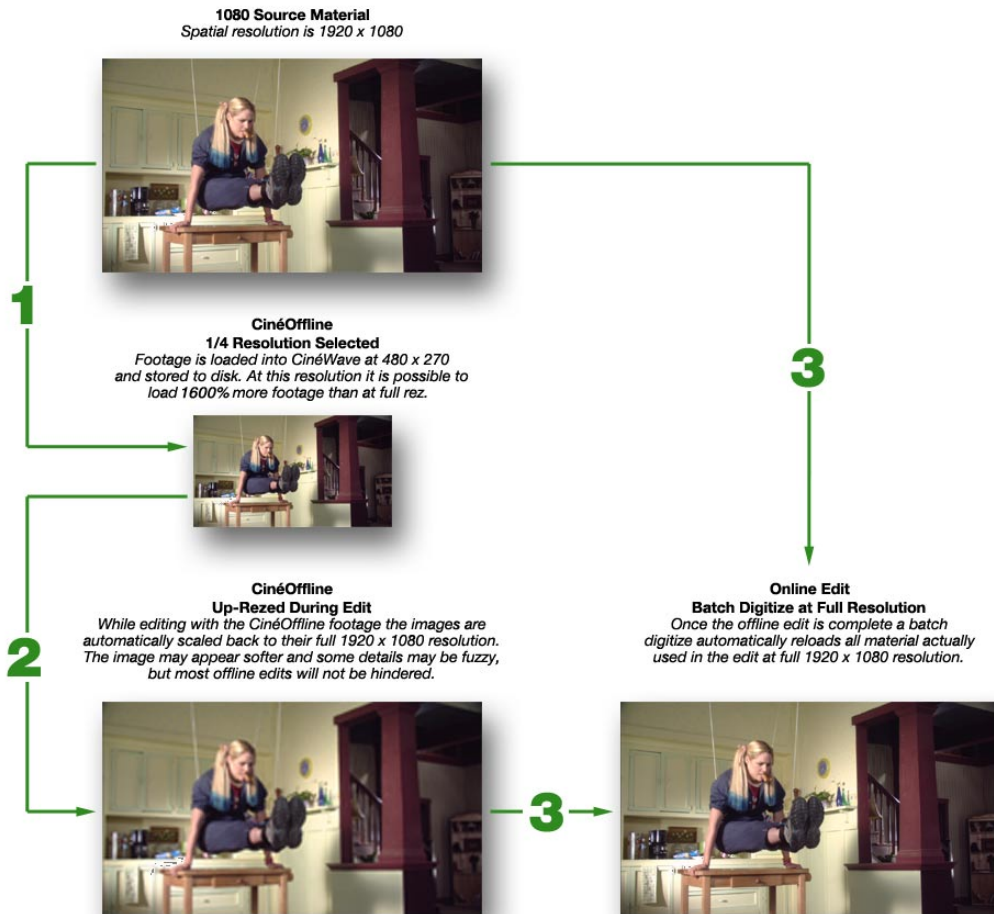 1080 Source Material
Spatial resolution is 1920 x 1080
1
CinéOffline
1/4 Resolution Selected
Footage is loaded into CinéWave at 480 x 270
and stored to disk. At this resolution it is possible to
load 1600% more footage than at full rez.
3
2
CinéOffline
Up-Rezed During Edit
While editing with the CinéOffline footage the images are
automatically scaled back to their full 1920 x 1080 resolution.
The image may appear softer and some details may be fuzzy,
but most offline edits will not be hindered.
Online Edit
Batch Digitize at Full Resolution
Once the offline edit is complete a batch
digitize automatically reloads all material actually
used in the edit at full 1920 x 1080 resolution.
3